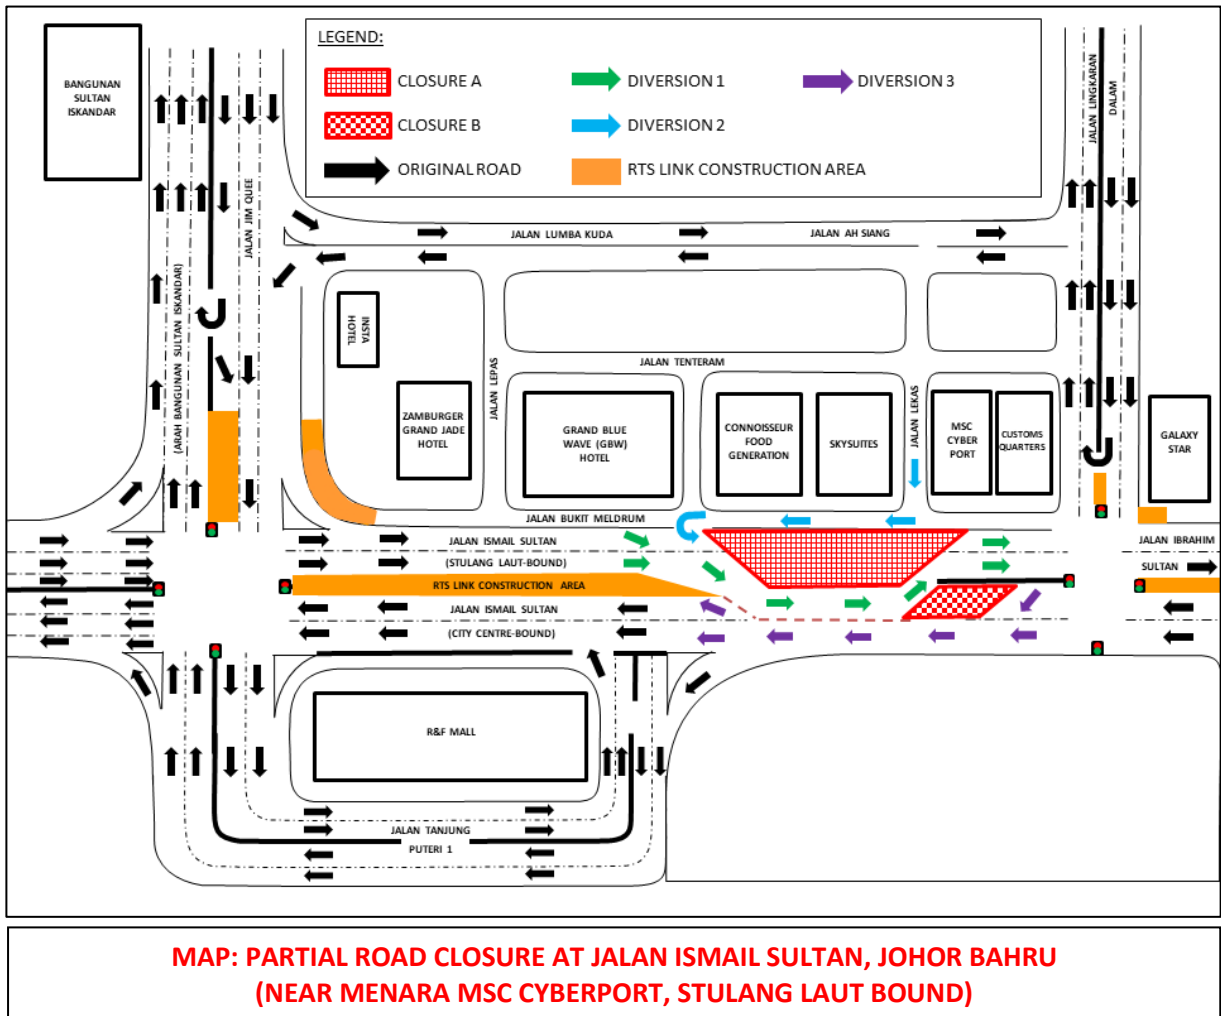 LEGEND:
CLOSURE A
DIVERSION 1
DIVERSION 3
CLOSURE B
DIVERSION 2
ORIGINAL ROAD
RTS LINK CONSTRUCTION AREA
BANGUNAN
SULTAN
ISKANDAR
JALAN JIM QUEE
(ARAH BANGUNAN SULTAN ISKANDAR)
JALAN LINGKARAN
DALAM
JALAN LUMBA KUDA
JALAN AH SIANG
INSTA
HOTEL
JALAN LEPAS
JALAN TENTERAM
JALAN LEKAS
ZAMBURGER
GRAND JADE
HOTEL
GRAND BLUE
WAVE (GBW)
HOTEL
CONNOISSEUR
FOOD
GENERATION
SKYSUITES
MSC
CYBER
PORT
CUSTOMS
QUARTERS
GALAXY
STAR
JALAN BUKIT MELDRUM
JALAN ISMAIL SULTAN
(STULANG LAUT-BOUND)
RTS LINK CONSTRUCTION AREA
JALAN ISMAIL SULTAN
(CITY CENTRE-BOUND)
JALAN IBRAHIM
SULTAN
R&F MALL
JALAN TANJUNG
PUTERI 1
MAP: PARTIAL ROAD CLOSURE AT JALAN ISMAIL SULTAN, JOHOR BAHRU
(NEAR MENARA MSC CYBERPORT, STULANG LAUT BOUND)